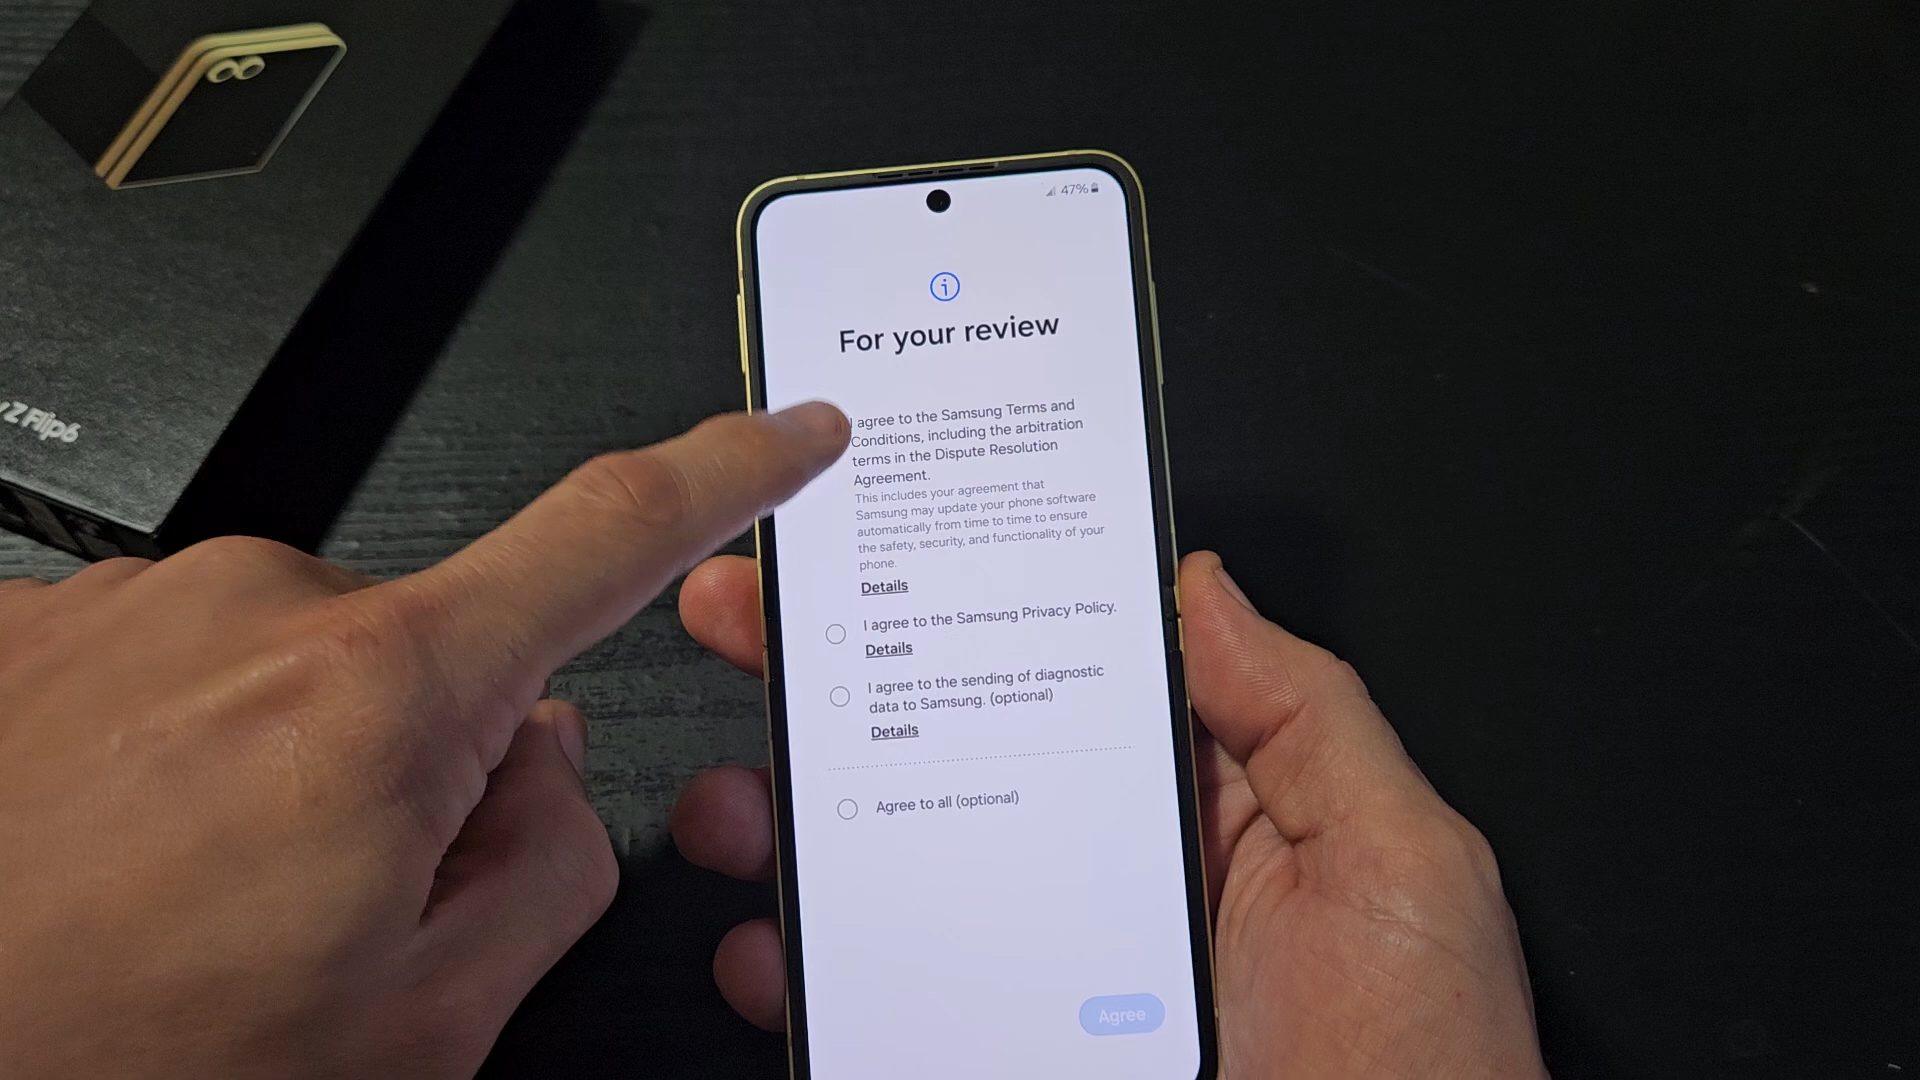 47%
For your review
I agree to the Samsung Terms and
Conditions, including the arbitration
terms in the Dispute Resolution
Agreement.
This includes your agreement that
Samsung may update your phone software
automatically from time to time to ensure
the safety, security, and functionality of your
phone.
Details
I agree to the Samsung Privacy Policy.
Details
I agree to the sending of diagnostic
data to Samsung. (optional)
Details
Agree to all (optional)
Agree
Z Flip6